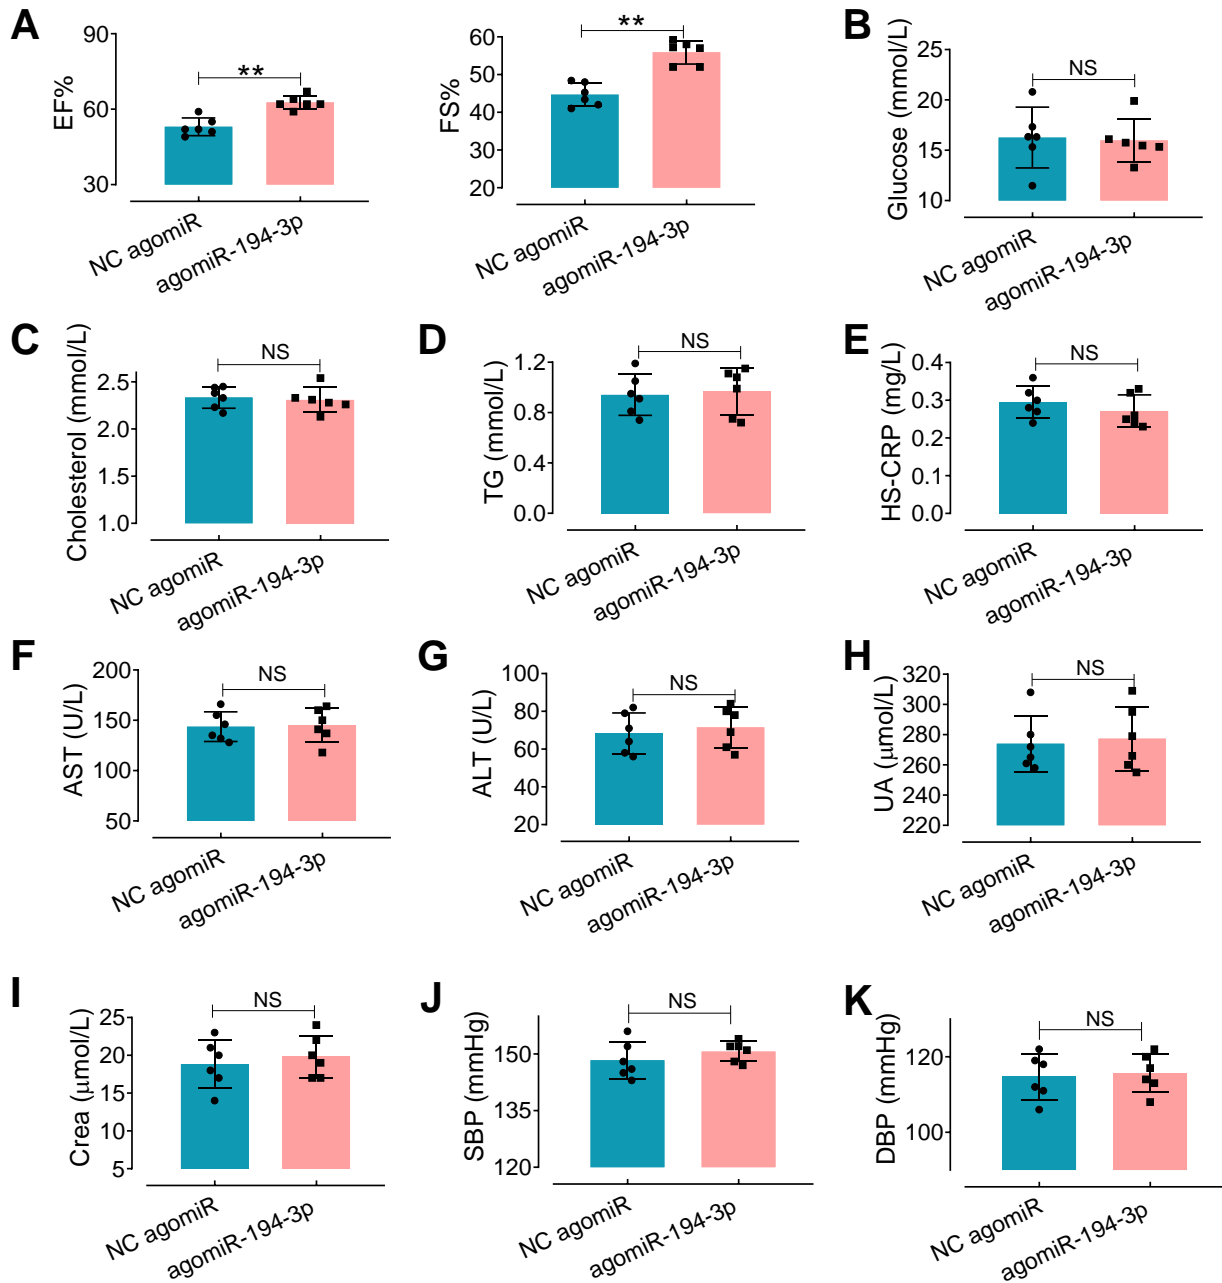 A
EF%
90
60
30
**
NC agomiR
agomiR-194-3p
FS%
60
50
40
30
20
**
NC agomiR
agomiR-194-3p
B
Glucose (mmol/L)
25
20
15
10
NS
NC agomiR
agomiR-194-3p
C
Cholesterol (mmol/L)
2.5
2.0
1.5
1.0
NS
NC agomiR
agomiR-194-3p
D
TG (mmol/L)
1.2
0.8
0.4
0.0
NS
NC agomiR
agomiR-194-3p
E
HS-CRP (mg/L)
0.4
0.3
0.2
0.0
NS
NC agomiR
agomiR-194-3p
F
AST (U/L)
200
150
100
50
NS
NC agomiR
agomiR-194-3p
G
ALT (U/L)
100
80
60
40
20
NS
NC agomiR
agomiR-194-3p
H
UA (μmol/L)
320
300
280
260
240
220
NS
NC agomiR
agomiR-194-3p
I
Crea (μmol/L)
25
20
15
10
5
NS
NC agomiR
agomiR-194-3p
J
SBP (mmHg)
150
135
120
NS
NC agomiR
agomiR-194-3p
K
DBP (mmHg)
120
100
NS
NC agomiR
agomiR-194-3p